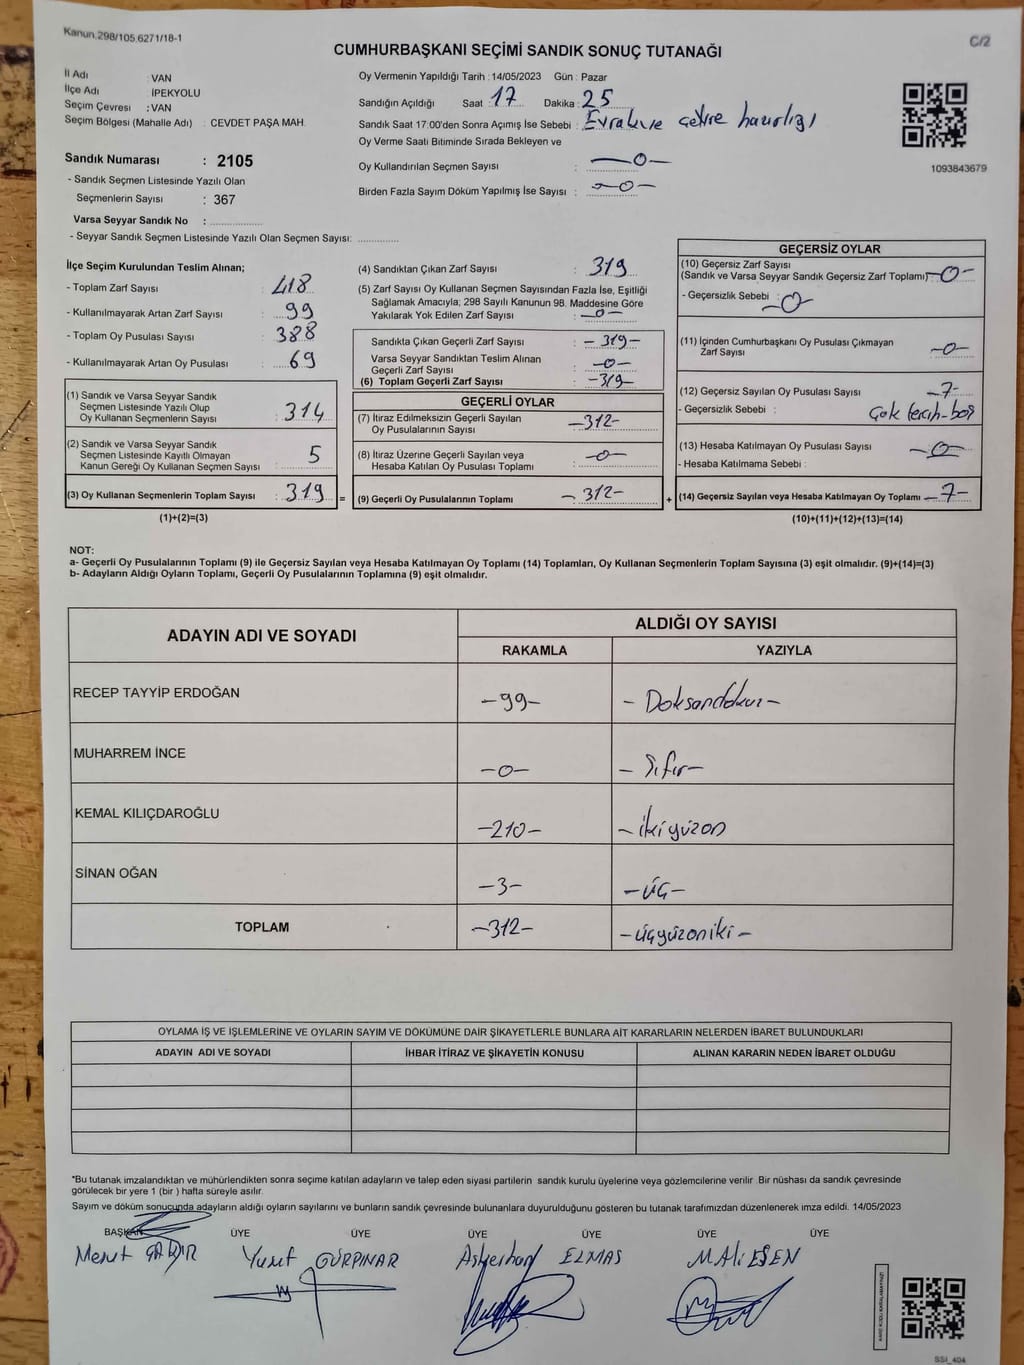 Kanun.298/105.6271/18-1
C/2
CUMHURBAŞKANI SEÇİMİ SANDIK SONUÇ TUTANAĞI
İl Adı : VAN
İlçe Adı İPEKYOLU
Seçim Çevresi : VAN
Seçim Bölgesi (Mahalle Adı) : CEVDET PAŞA MAH.
Sandık Numarası : 2105
- Sandık Seçmen Listesinde Yazılı Olan
Seçmenlerin Sayısı : 367
Varsa Seyyar Sandık No :
- Seyyar Sandık Seçmen Listesinde Yazılı Olan Seçmen Sayısı:
Oy Vermenin Yapıldığı Tarih : 14/05/2023 Gün : Pazar
Sandığın Açıldığı Saat : 17 Dakika : 25
Sandık Saat 17:00'den Sonra Açımış İse Sebebi : Evrak ve çevre hazırlığı
Oy Verme Saati Bitiminde Sırada Bekleyen ve
Oy Kullandırılan Seçmen Sayısı : -0-
Birden Fazla Sayım Döküm Yapılmış İse Sayısı : -0-
1093843679
İlçe Seçim Kurulundan Teslim Alınan;
- Toplam Zarf Sayısı : 418
- Kullanılmayarak Artan Zarf Sayısı : 99
- Toplam Oy Pusulası Sayısı : 388
- Kullanılmayarak Artan Oy Pusulası : 69
(1) Sandık ve Varsa Seyyar Sandık
Seçmen Listesinde Yazılı Olup
Oy Kullanan Seçmenlerin Sayısı : 314
(2) Sandık ve Varsa Seyyar Sandık
Seçmen Listesinde Kayıtlı Olmayan
Kanun Gereği Oy Kullanan Seçmen Sayısı : 5
(3) Oy Kullanan Seçmenlerin Toplam Sayısı : 319 =
(1)+(2)=(3)
(4) Sandıktan Çıkan Zarf Sayısı : 319
(5) Zarf Sayısı Oy Kullanan Seçmen Sayısından Fazla İse, Eşitliği
Sağlamak Amacıyla; 298 Sayılı Kanunun 98. Maddesine Göre
Yakılarak Yok Edilen Zarf Sayısı : -0-
Sandıkta Çıkan Geçerli Zarf Sayısı : -319-
Varsa Seyyar Sandıktan Teslim Alınan
Geçerli Zarf Sayısı : -0-
(6) Toplam Geçerli Zarf Sayısı : -319-
GEÇERLİ OYLAR
(7) İtiraz Edilmeksizin Geçerli Sayılan
Oy Pusulalarının Sayısı : -312-
(8) İtiraz Üzerine Geçerli Sayılan veya
Hesaba Katılan Oy Pusulası Toplamı : -0-
(9) Geçerli Oy Pusulalarının Toplamı : -312- +
GEÇERSİZ OYLAR
(10) Geçersiz Zarf Sayısı
(Sandık ve Varsa Seyyar Sandık Geçersiz Zarf Toplamı) -0-
- Geçersizlik Sebebi : -0-
(11) İçinden Cumhurbaşkanı Oy Pusulası Çıkmayan
Zarf Sayısı : -0-
(12) Geçersiz Sayılan Oy Pusulası Sayısı : -7-
- Geçersizlik Sebebi : Çok tercih-boş
(13) Hesaba Katılmayan Oy Pusulası Sayısı : -0-
- Hesaba Katılmama Sebebi :
(14) Geçersiz Sayılan veya Hesaba Katılmayan Oy Toplamı : -7-
(10)+(11)+(12)+(13)=(14)
NOT:
a- Geçerli Oy Pusulalarının Toplamı (9) ile Geçersiz Sayılan veya Hesaba Katılmayan Oy Toplamı (14) Toplamları, Oy Kullanan Seçmenlerin Toplam Sayısına (3) eşit olmalıdır. (9)+(14)=(3)
b- Adayların Aldığı Oyların Toplamı, Geçerli Oy Pusulalarının Toplamına (9) eşit olmalıdır.
ADAYIN ADI VE SOYADI ALDIĞI OY SAYISI
RAKAMLA YAZIYLA
RECEP TAYYİP ERDOĞAN -99- - Doksandokuz-
MUHARREM İNCE -0- - Sıfır-
KEMAL KILIÇDAROĞLU -210- -ikiyüzon
SİNAN OĞAN -3- -üç-
TOPLAM -312- -üçyüzoniki-
OYLAMA İŞ VE İŞLEMLERİNE VE OYLARIN SAYIM VE DÖKÜMÜNE DAİR ŞİKAYETLERLE BUNLARA AİT KARARLARIN NELERDEN İBARET BULUNDUKLARI
ADAYIN ADI VE SOYADI İHBAR İTİRAZ VE ŞİKAYETİN KONUSU ALINAN KARARIN NEDEN İBARET OLDUĞU
*Bu tutanak imzalandıktan ve mühürlendikten sonra seçime katılan adayların ve talep eden siyasi partilerin sandık kurulu üyelerine veya gözlemcilerine verilir .Bir nüshası da sandık çevresinde
görülecek bir yere 1 (bir ) hafta süreyle asılır.
Sayım ve döküm sonucunda adayların aldığı oyların sayılarını ve bunların sandık çevresinde bulunanlara duyurulduğunu gösteren bu tutanak tarafımızdan düzenlenerek imza edildi. 14/05/2023
BAŞKAN ÜYE ÜYE ÜYE ÜYE ÜYE ÜYE
Yusuf GÜRPINAR ELMAS M.Ali ESEN
SSI_404